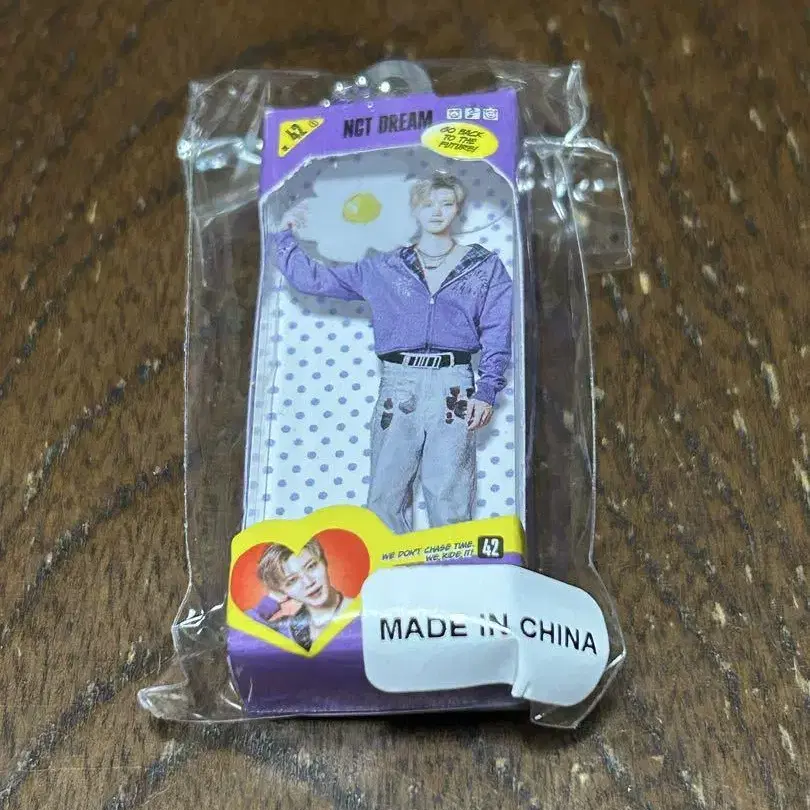 42
NCT DREAM
GO BACK
TO THE
FUTURE!
WE DON'T CHASE TIME.
WE RIDE IT!
42
MADE IN CHINA